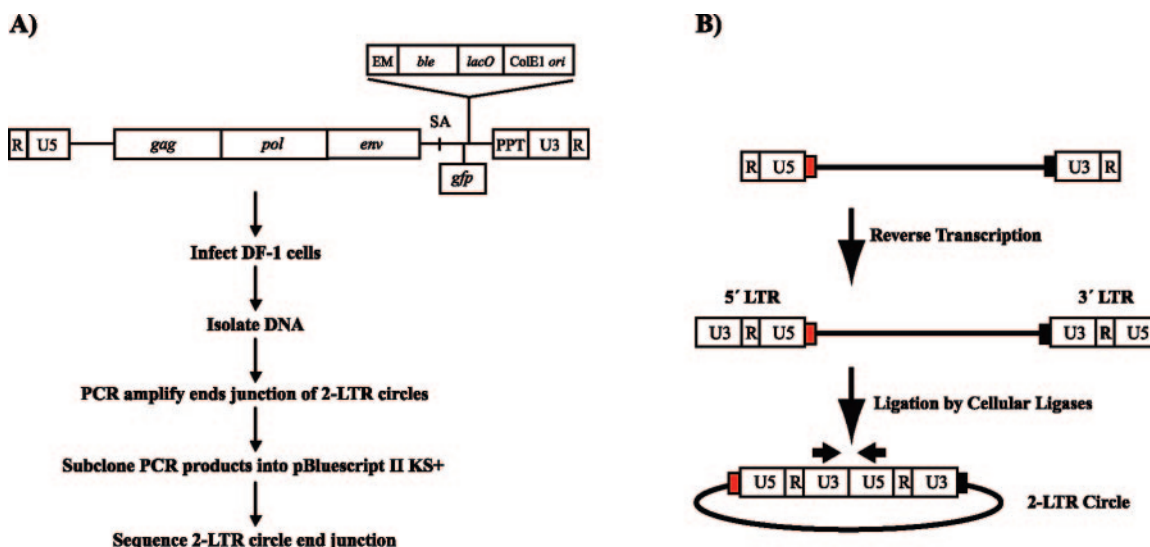 A)
EM ble lacO ColE1 ori
SA
R U5 gag pol env PPT U3 R
gfp
Infect DF-1 cells
Isolate DNA
PCR amplify ends junction of 2-LTR circles
Subclone PCR products into pBluescript II KS+
Sequence 2-LTR circle end junction
B)
R U5 U3 R
Reverse Transcription
5´ LTR 3´ LTR
U3 R U5 U3 R U5
Ligation by Cellular Ligases
U5 R U3 U5 R U3
2-LTR Circle